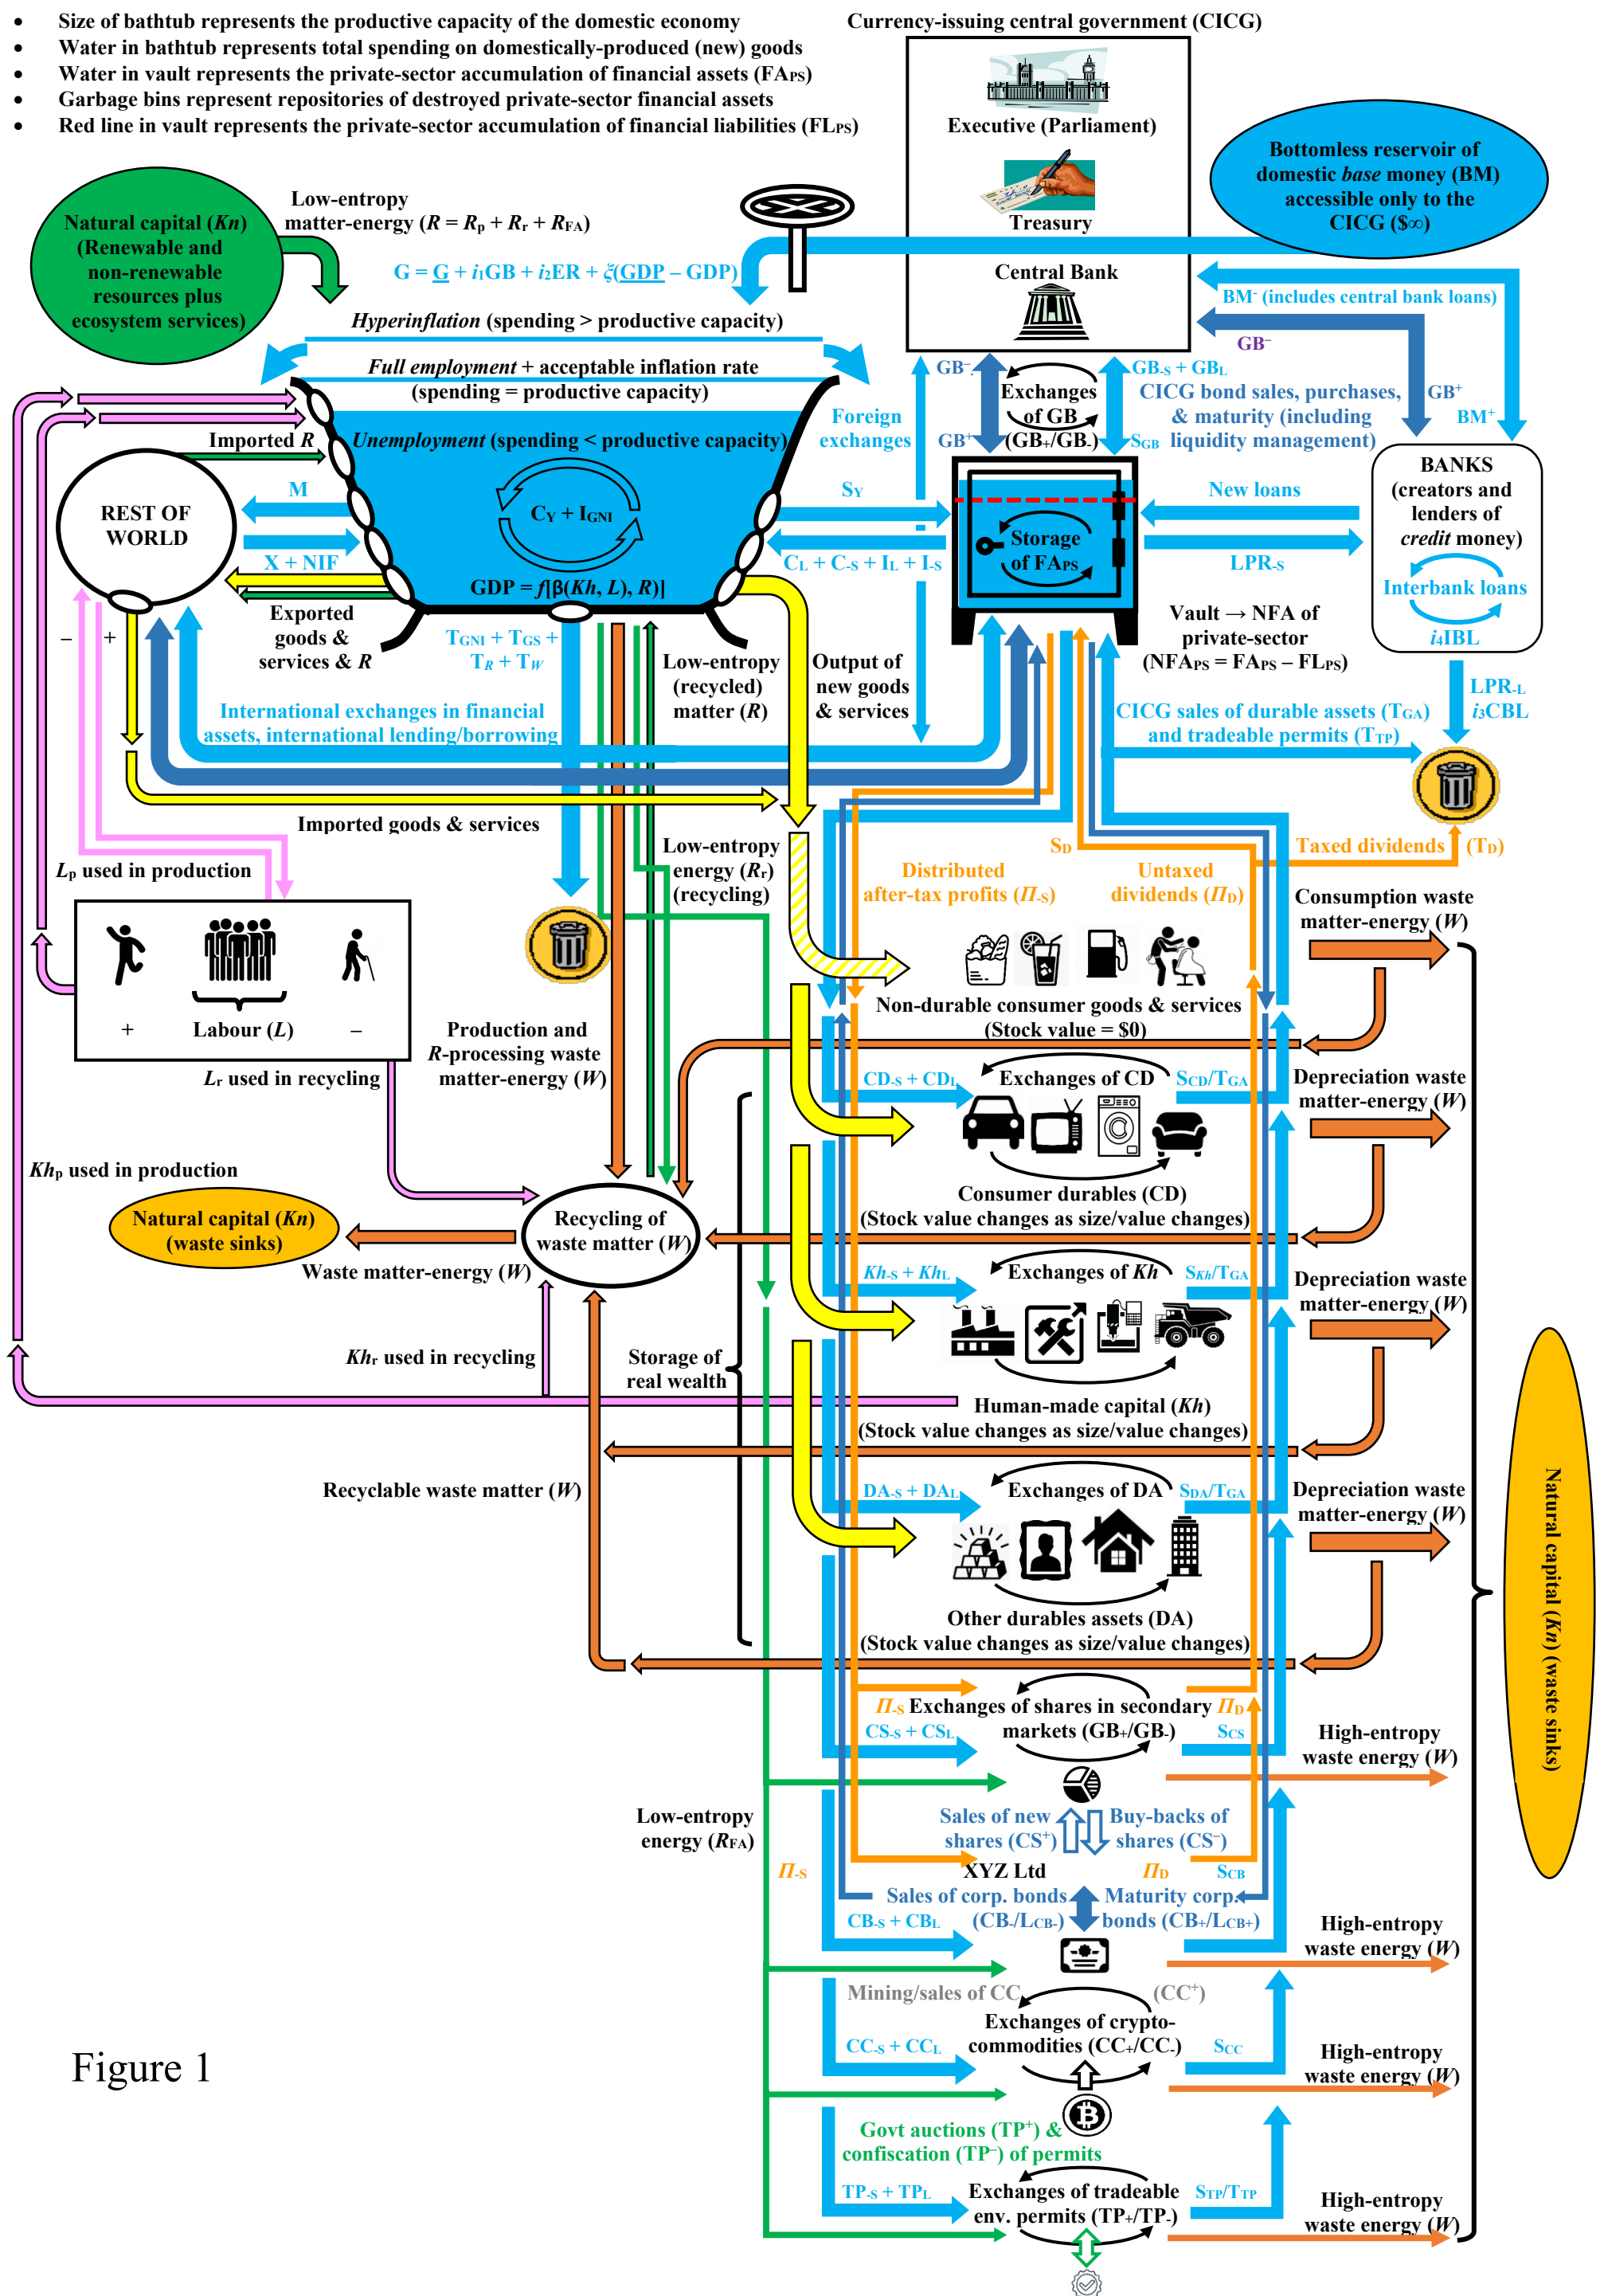 • Size of bathtub represents the productive capacity of the domestic economy
• Water in bathtub represents total spending on domestically-produced (new) goods
• Water in vault represents the private-sector accumulation of financial assets (FAPS)
• Garbage bins represent repositories of destroyed private-sector financial assets
• Red line in vault represents the private-sector accumulation of financial liabilities (FLPS)
Currency-issuing central government (CICG)
Executive (Parliament)
Treasury
Central Bank
Bottomless reservoir of
domestic base money (BM)
accessible only to the
CICG ($∞)
Natural capital (Kn)
(Renewable and
non-renewable
resources plus
ecosystem services)
Low-entropy
matter-energy (R = Rp + Rr + RFA)
G = G + i1GB + i2ER + ξ(GDP – GDP)
Hyperinflation (spending > productive capacity)
Full employment + acceptable inflation rate
(spending = productive capacity)
Unemployment (spending < productive capacity)
CY + IGNI
GDP = f[β(Kh, L), R)]
BM- (includes central bank loans)
GB–
GB+
BM+
GB–
Exchanges
of GB
(GB+/GB-)
GB+
GB-S + GBL
SGB
CICG bond sales, purchases,
& maturity (including
liquidity management)
Foreign
exchanges
Imported R
REST OF
WORLD
M
X + NIF
Exported
goods &
services & R
– +
SY
CL + C-S + IL + I-S
Storage
of FAPS
New loans
LPR-S
BANKS
(creators and
lenders of
credit money)
Interbank loans
i4IBL
Vault → NFA of
private-sector
(NFAPS = FAPS – FLPS)
LPR-L
i3CBL
TGNI + TGS +
TR + TW
Low-entropy
(recycled)
matter (R)
Output of
new goods
& services
International exchanges in financial
assets, international lending/borrowing
CICG sales of durable assets (TGA)
and tradeable permits (TTP)
Imported goods & services
Lp used in production
Low-entropy
energy (Rr)
(recycling)
SD
Taxed dividends (TD)
Distributed
after-tax profits (Π-S)
Untaxed
dividends (ΠD)
Consumption waste
matter-energy (W)
+ Labour (L) –
Lr used in recycling
Production and
R-processing waste
matter-energy (W)
Non-durable consumer goods & services
(Stock value = $0)
CD-S + CDL
Exchanges of CD
SCD/TGA
Depreciation waste
matter-energy (W)
Consumer durables (CD)
(Stock value changes as size/value changes)
Khp used in production
Natural capital (Kn)
(waste sinks)
Recycling of
waste matter (W)
Waste matter-energy (W)
Kh-S + KhL
Exchanges of Kh
SKh/TGA
Depreciation waste
matter-energy (W)
Khr used in recycling
Storage of
real wealth
Human-made capital (Kh)
(Stock value changes as size/value changes)
Recyclable waste matter (W)
DA-S + DAL
Exchanges of DA
SDA/TGA
Depreciation waste
matter-energy (W)
Natural capital (Kn) (waste sinks)
Other durables assets (DA)
(Stock value changes as size/value changes)
Π-S Exchanges of shares in secondary ΠD
markets (GB+/GB-)
CS-S + CSL
SCS
High-entropy
waste energy (W)
Low-entropy
energy (RFA)
Sales of new
shares (CS+)
Buy-backs of
shares (CS–)
Π-S
XYZ Ltd
ΠD
SCB
Sales of corp. bonds
(CB-/LCB-)
Maturity corp.
bonds (CB+/LCB+)
CB-S + CBL
High-entropy
waste energy (W)
Mining/sales of CC (CC+)
Exchanges of crypto-
commodities (CC+/CC-)
CC-S + CCL
SCC
High-entropy
waste energy (W)
Figure 1
Govt auctions (TP+) &
confiscation (TP–) of permits
TP-S + TPL
Exchanges of tradeable
env. permits (TP+/TP-)
STP/TTP
High-entropy
waste energy (W)